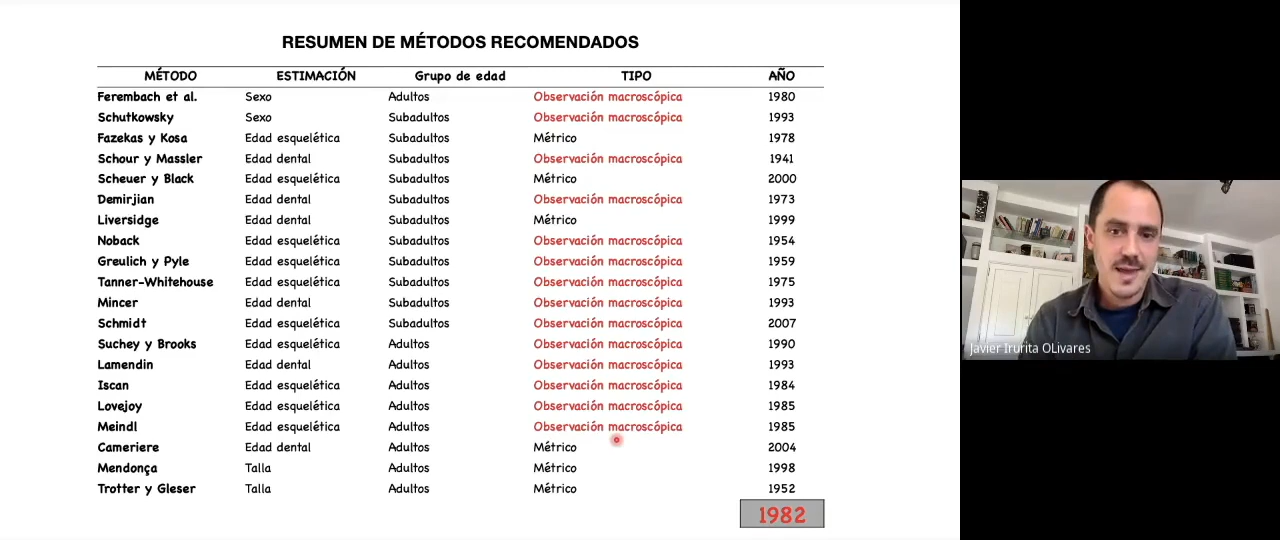 RESUMEN DE MÉTODOS RECOMENDADOS
MÉTODO ESTIMACIÓN Grupo de edad TIPO AÑO
Ferembach et al. Sexo Adultos Observación macroscópica 1980
Schutkowsky Sexo Subadultos Observación macroscópica 1993
Fazekas y Kosa Edad esquelética Subadultos Métrico 1978
Schour y Massler Edad dental Subadultos Observación macroscópica 1941
Scheuer y Black Edad esquelética Subadultos Métrico 2000
Demirjian Edad dental Subadultos Observación macroscópica 1973
Liversidge Edad dental Subadultos Métrico 1999
Noback Edad esquelética Subadultos Observación macroscópica 1954
Greulich y Pyle Edad esquelética Subadultos Observación macroscópica 1959
Tanner-Whitehouse Edad esquelética Subadultos Observación macroscópica 1975
Mincer Edad dental Subadultos Observación macroscópica 1993
Schmidt Edad esquelética Subadultos Observación macroscópica 2007
Suchey y Brooks Edad esquelética Adultos Observación macroscópica 1990
Lamendin Edad dental Adultos Observación macroscópica 1993
Iscan Edad esquelética Adultos Observación macroscópica 1984
Lovejoy Edad esquelética Adultos Observación macroscópica 1985
Meindl Edad esquelética Adultos Observación macroscópica 1985
Cameriere Edad dental Adultos Métrico 2004
Mendonça Talla Adultos Métrico 1998
Trotter y Gleser Talla Adultos Métrico 1952
1982
Javier Irurita OLivares